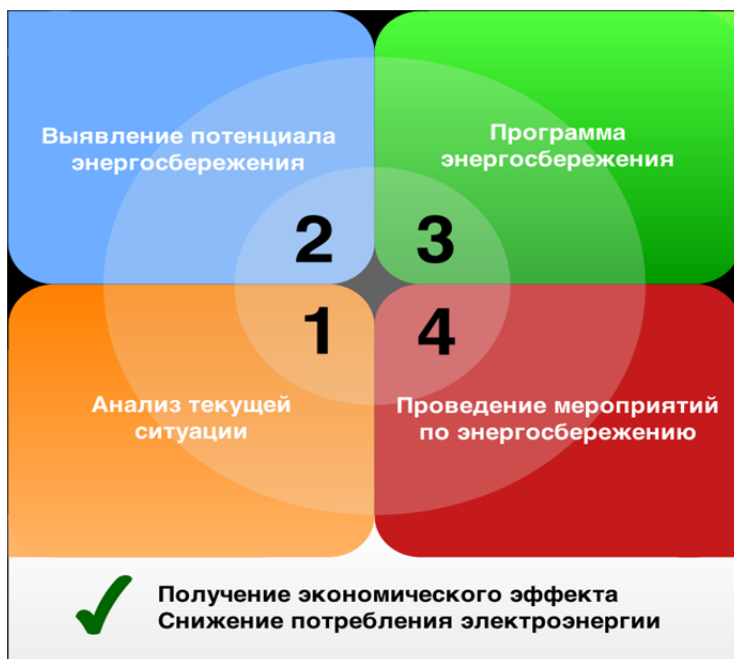 Выявление потенциала
энергосбережения
2
Программа
энергосбережения
3
1
Анализ текущей
ситуации
4
Проведение мероприятий
по энергосбережению
Получение экономического эффекта
Снижение потребления электроэнергии